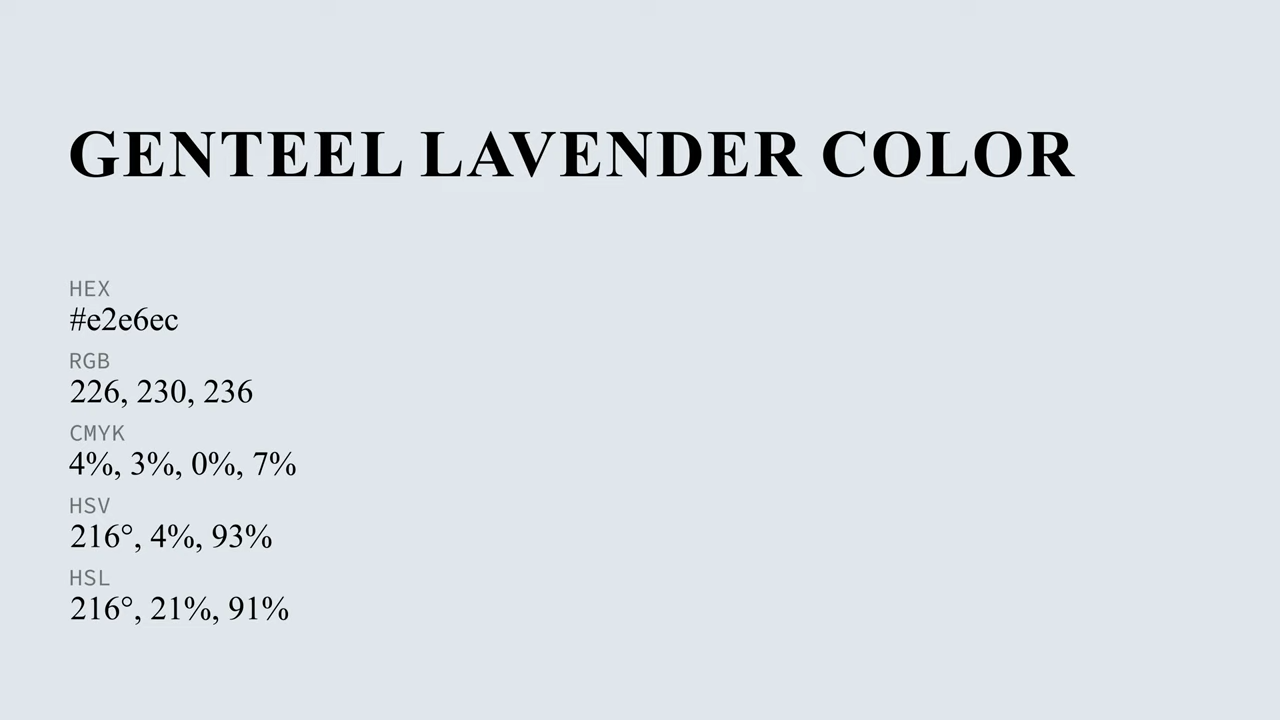 GENTEEL LAVENDER COLOR
HEX
#e2e6ec
RGB
226, 230, 236
CMYK
4%, 3%, 0%, 7%
HSV
216°, 4%, 93%
HSL
216°, 21%, 91%